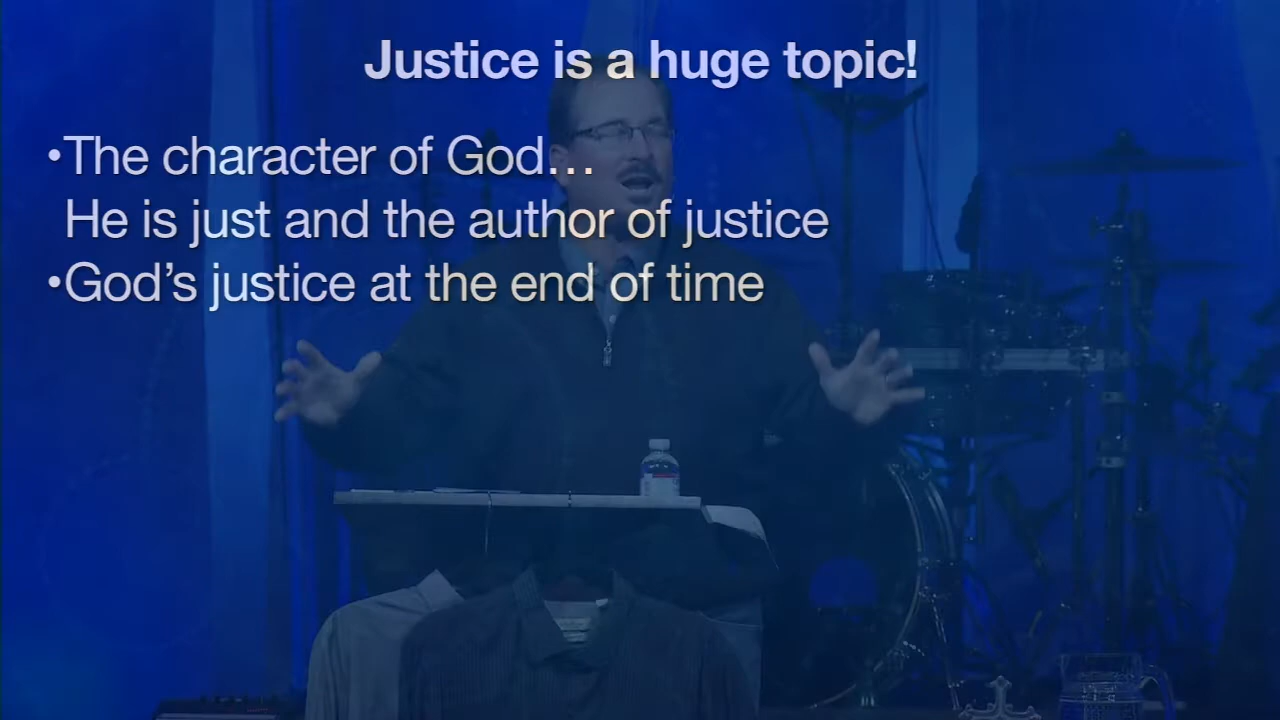 Justice is a huge topic!
•The character of God…
He is just and the author of justice
•God’s justice at the end of time